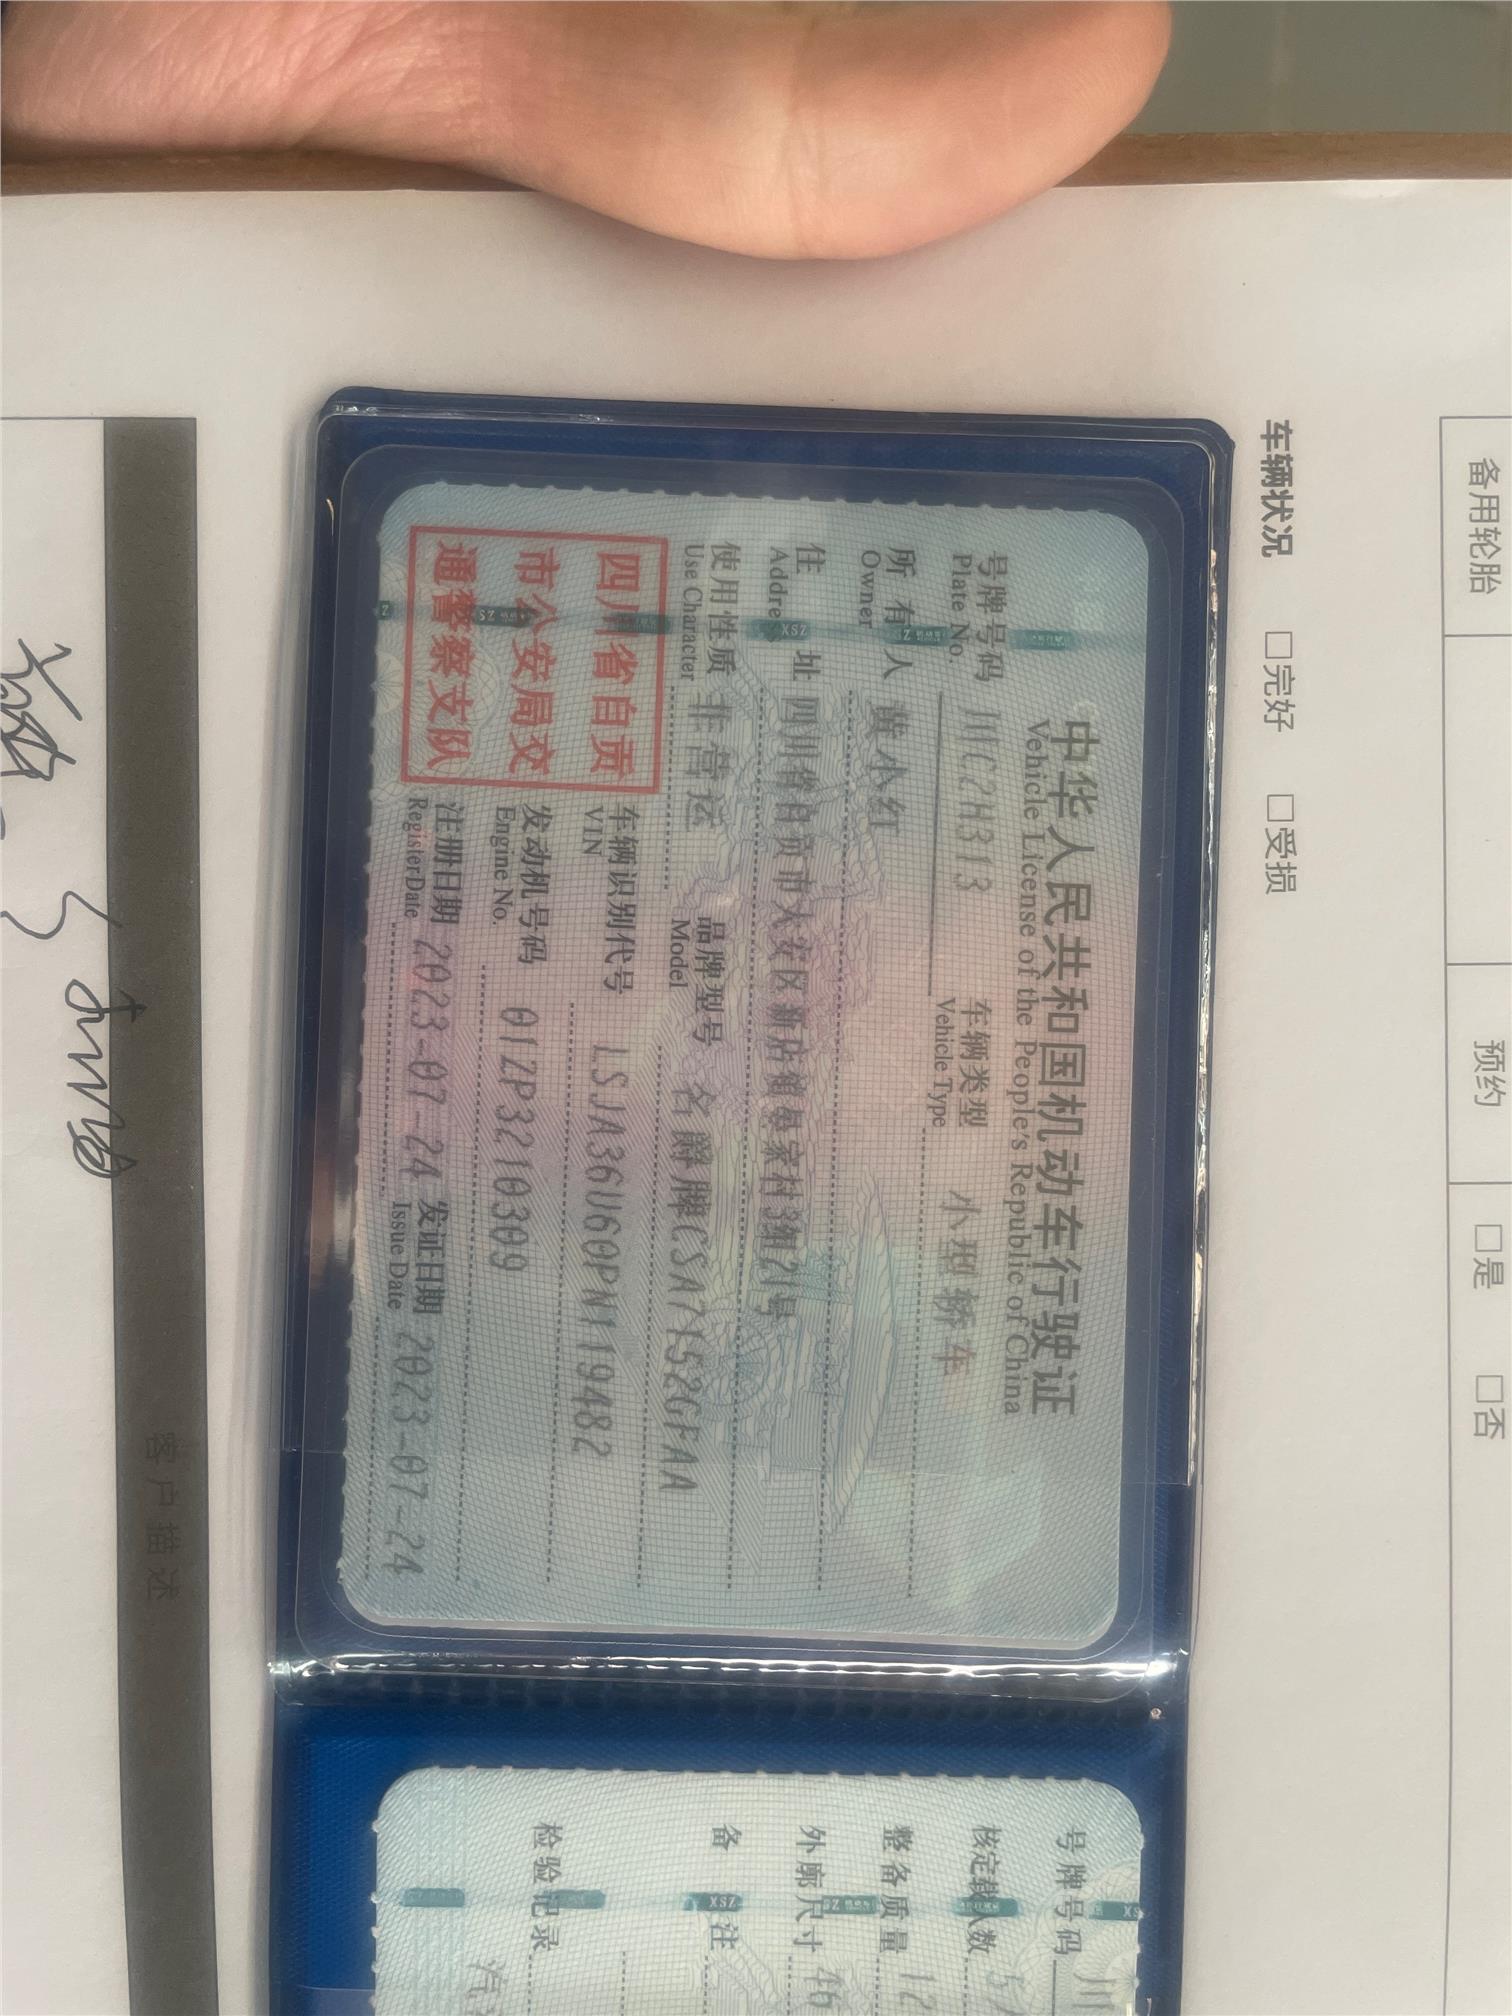 备用轮胎 预约 □是 □否
车辆状况 □完好 □受损
中华人民共和国机动车行驶证
Vehicle License of the People's Republic of China
号牌号码 川C2H313 车辆类型 小型轿车
Plate No. Vehicle Type
所有人 黄小红
Owner
住址 四川省自贡市大安区新店镇晏家村3组21号
Address
使用性质 非营运 品牌型号 名爵牌CSA7152GFAA
Use Character Model
四川省自贡
市公安局交
通警察支队
车辆识别代号 LSJA36U60PN119482
VIN
发动机号码 01ZP3210309
Engine No.
注册日期 2023-07-24 发证日期 2023-07-24
Register Date Issue Date
号牌号码 川
核定载人数 5
整备质量 12
外廓尺寸 46
备注
检验记录
汽
客户描述